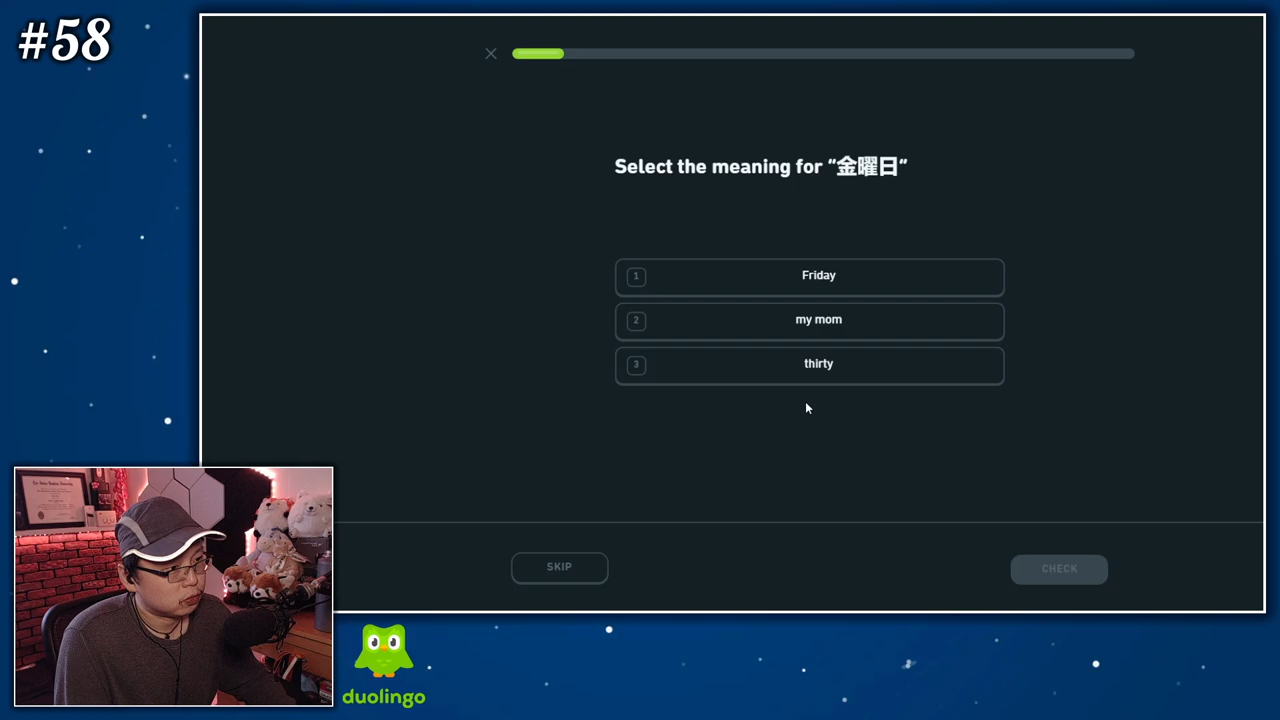 #58
Select the meaning for “金曜日”
1 Friday
2 my mom
3 thirty
SKIP
CHECK
duolingo